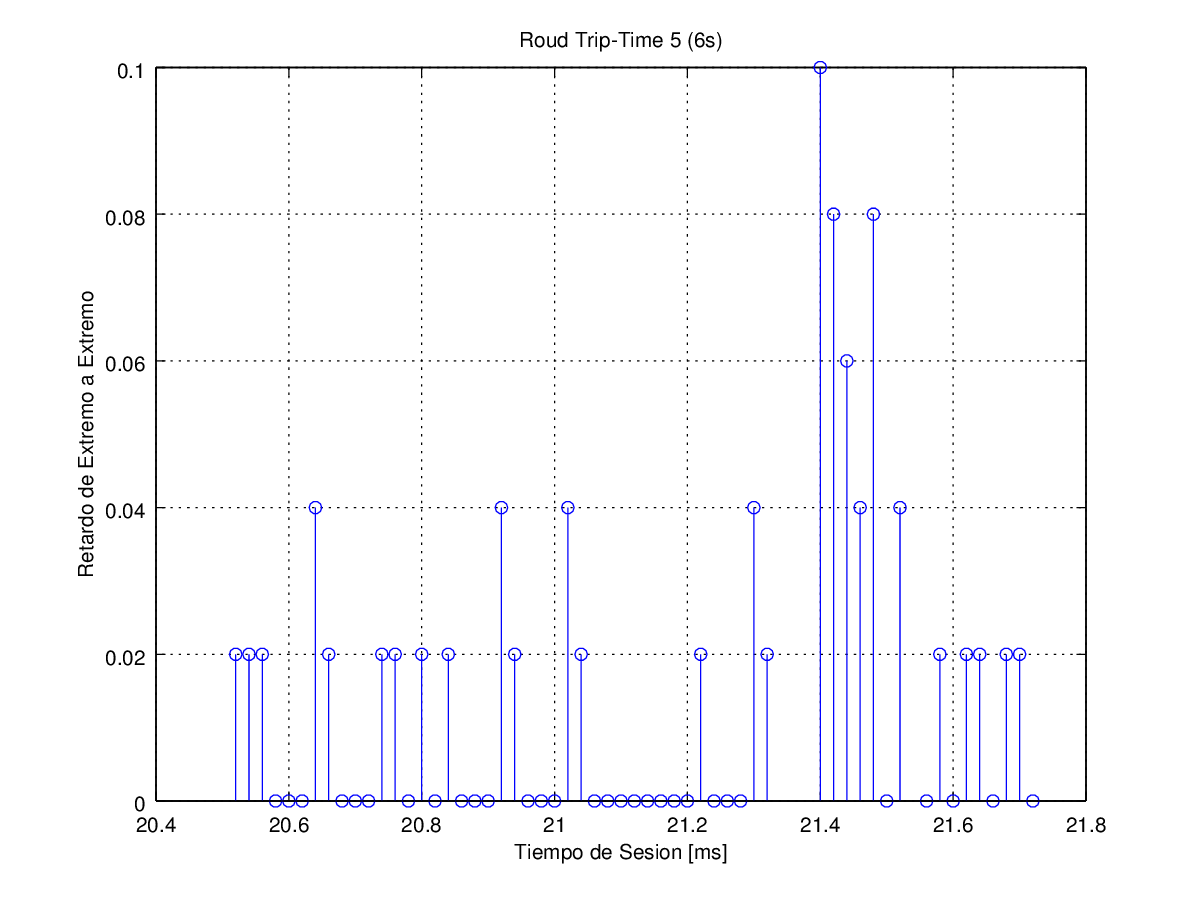 Roud Trip-Time 5 (6s)
0.1
0.08
0.06
0.04
0.02
0
Retardo de Extremo a Extremo
20.4 20.6 20.8 21 21.2 21.4 21.6 21.8
Tiempo de Sesion [ms]